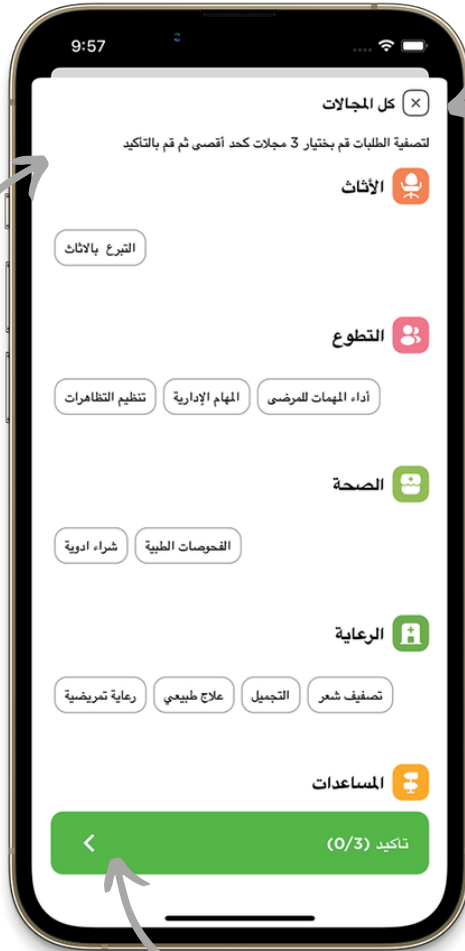 9:57
كل المجالات
لتصفية الطلبات قم بختيار 3 مجلات كحد أقصى ثم قم بالتأكيد
الأثاث
التبرع بالاثاث
التطوع
أداء المهمات للمرضى المهام الإدارية تنظيم التظاهرات
الصحة
الفحوصات الطبية شراء ادوية
الرعاية
تصفيف شعر التجميل علاج طبيعي رعاية تمريضية
المساعدات
تاكيد (0/3)